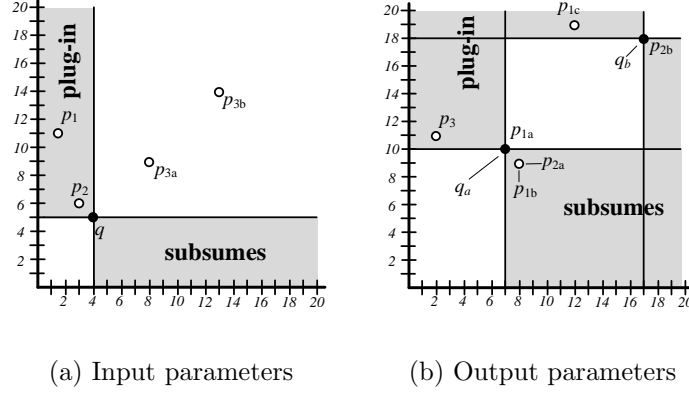 20
18
16
14
12
10
8
6
4
2
plug-in
p1
p2
p3a
p3b
q
subsumes
2 4 6 8 10 12 14 16 18 20
(a) Input parameters
20
18
16
14
12
10
8
6
4
2
plug-in
p1c
qb
p2b
p3
p1a
p2a
qa
p1b
subsumes
2 4 6 8 10 12 14 16 18 20
(b) Output parameters